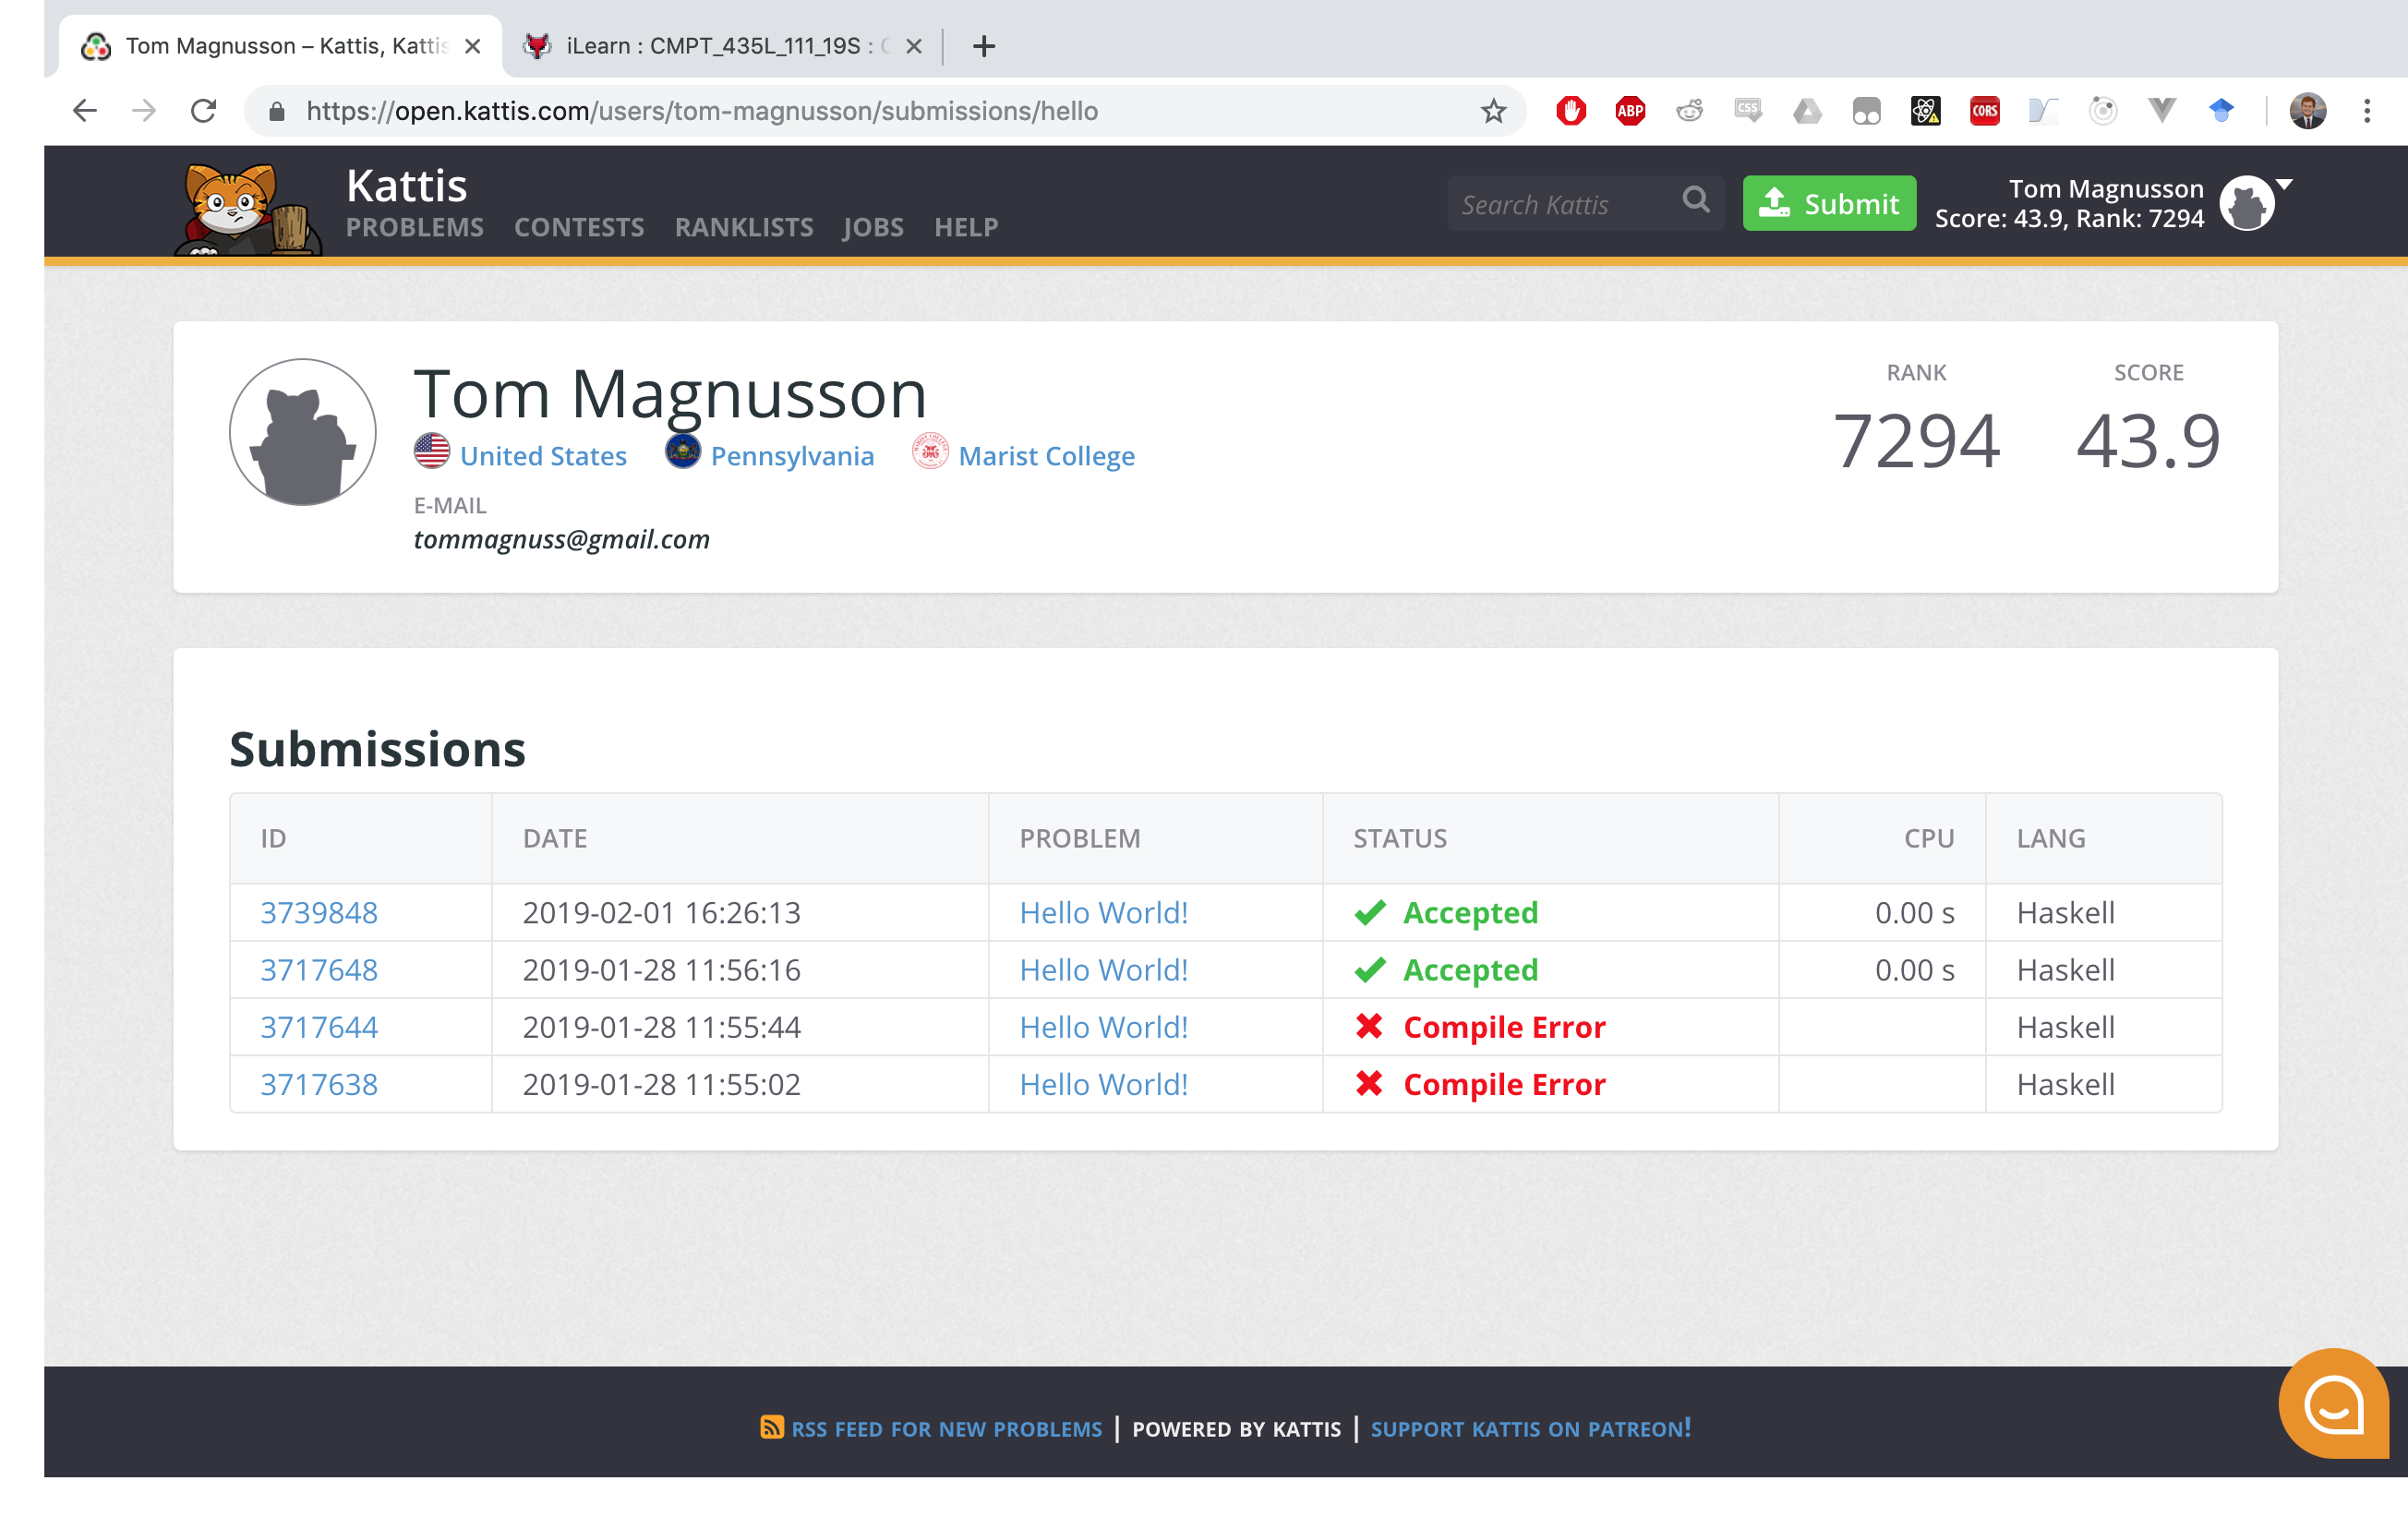 Tom Magnusson – Kattis, Kattis
iLearn : CMPT_435L_111_19S : C
https://open.kattis.com/users/tom-magnusson/submissions/hello
ABP
CSS
CORS
Kattis
PROBLEMS CONTESTS RANKLISTS JOBS HELP
Search Kattis
Submit
Tom Magnusson
Score: 43.9, Rank: 7294
Tom Magnusson
United States Pennsylvania Marist College
E-MAIL
tommagnuss@gmail.com
RANK SCORE
7294 43.9
Submissions
ID DATE PROBLEM STATUS CPU LANG
3739848 2019-02-01 16:26:13 Hello World! Accepted 0.00 s Haskell
3717648 2019-01-28 11:56:16 Hello World! Accepted 0.00 s Haskell
3717644 2019-01-28 11:55:44 Hello World! Compile Error Haskell
3717638 2019-01-28 11:55:02 Hello World! Compile Error Haskell
RSS FEED FOR NEW PROBLEMS | POWERED BY KATTIS | SUPPORT KATTIS ON PATREON!